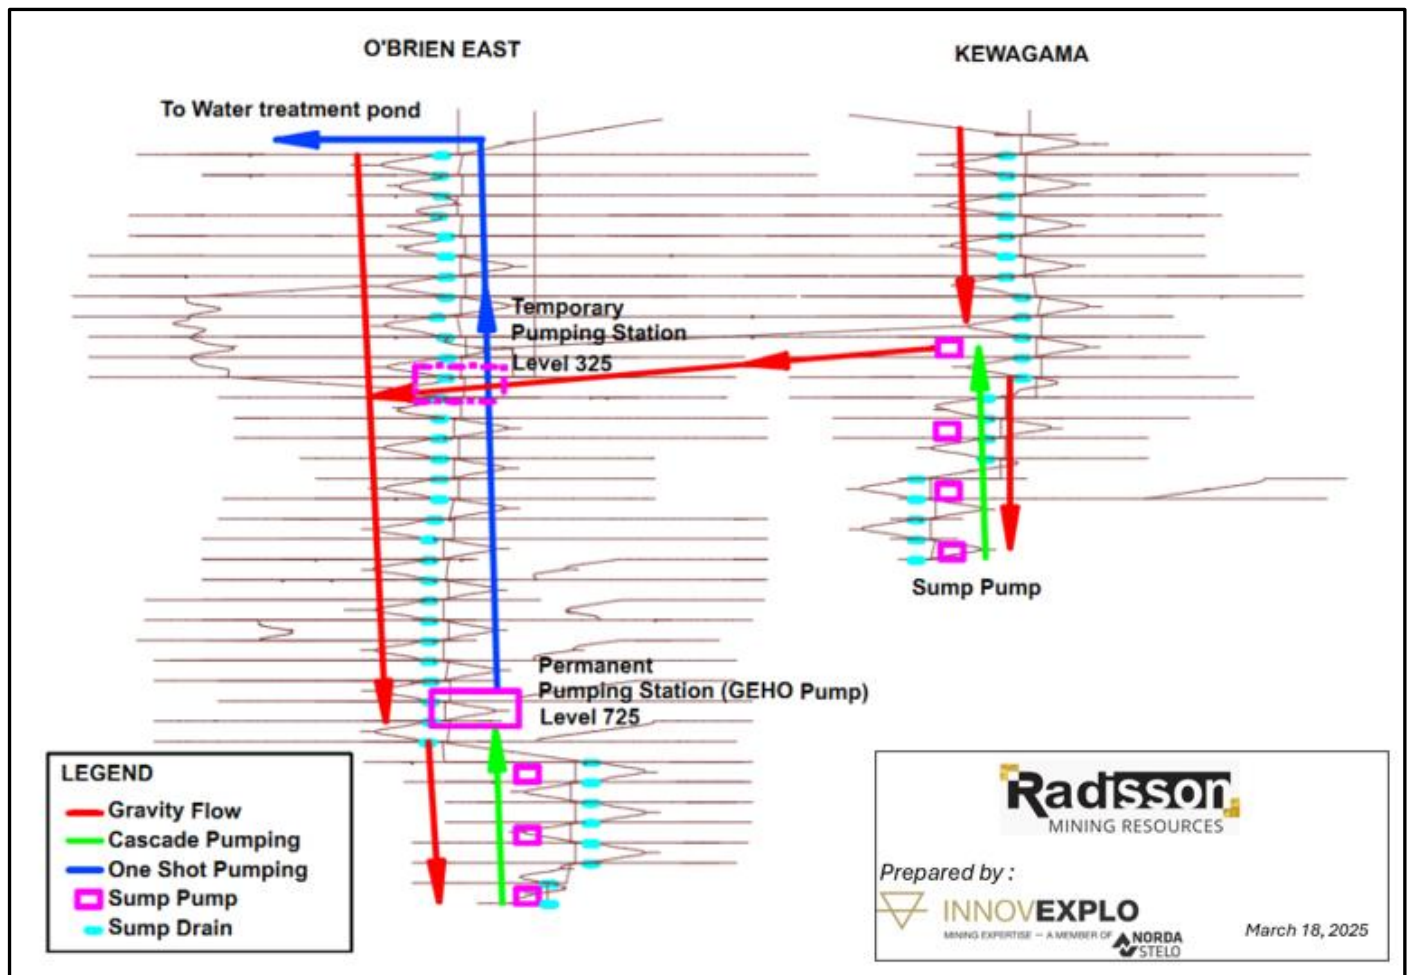 O'BRIEN EAST
KEWAGAMA
To Water treatment pond
Temporary
Pumping Station
Level 325
Sump Pump
Permanent
Pumping Station (GEHO Pump)
Level 725
LEGEND
Gravity Flow
Cascade Pumping
One Shot Pumping
Sump Pump
Sump Drain
Radisson
MINING RESOURCES
Prepared by :
INNOVEXPLO
MINING EXPERTISE — A MEMBER OF
NORDA
STELO
March 18, 2025